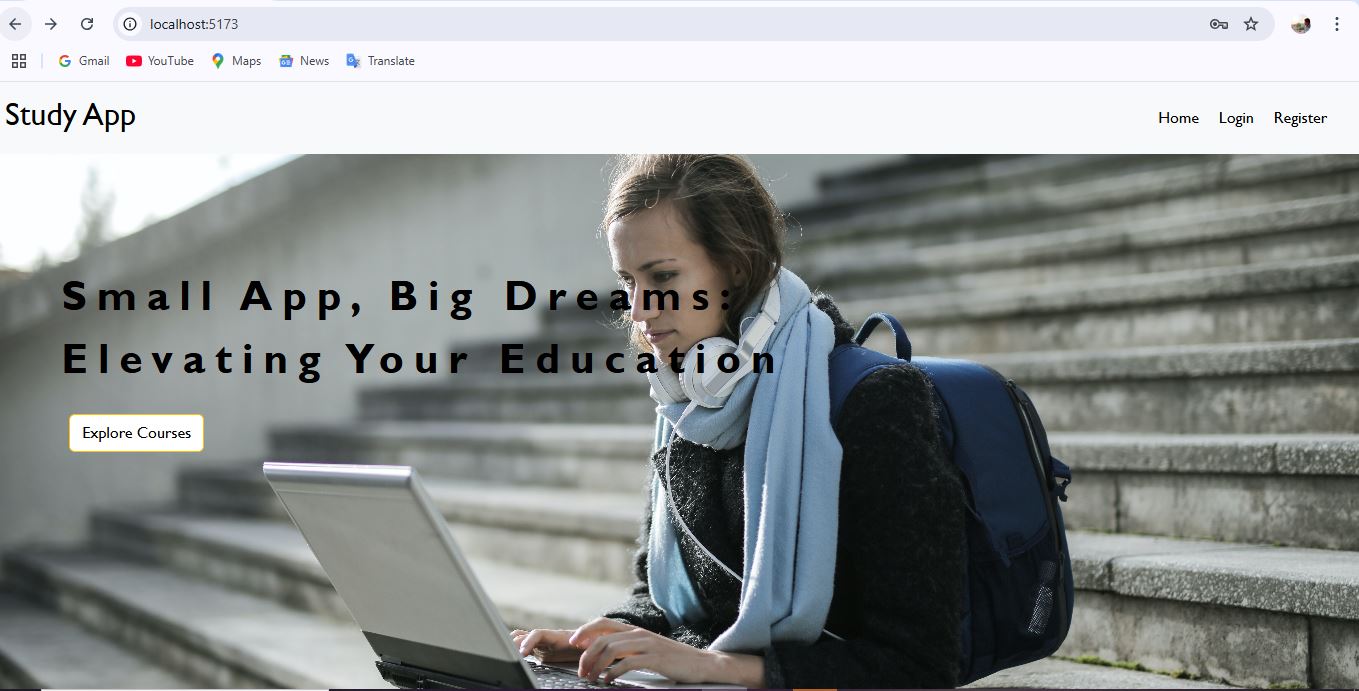 localhost:5173
Gmail YouTube Maps News Translate
Study App
Home Login Register
Small App, Big Dreams:
Elevating Your Education
Explore Courses